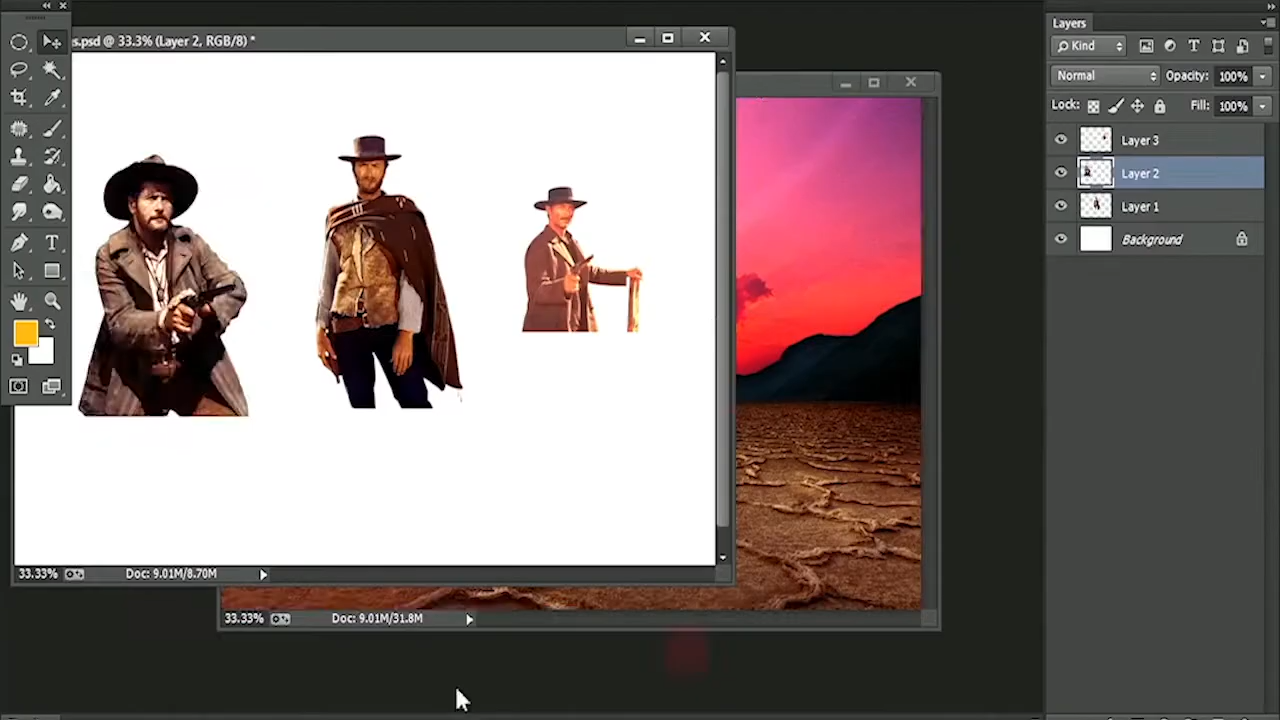 s.psd @ 33.3% (Layer 2, RGB/8) *
33.33%
Doc: 9.01M/8.70M
33.33%
Doc: 9.01M/31.8M
T
Layers
Kind
T
Normal
Opacity: 100%
Lock:
Fill: 100%
Layer 3
Layer 2
Layer 1
Background